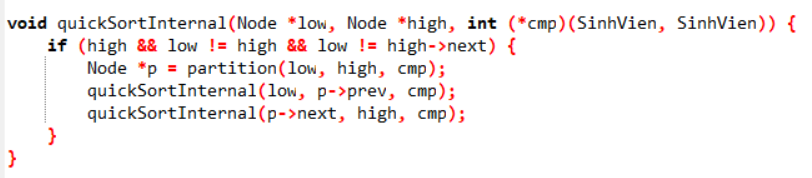 void quickSortInternal(Node *low, Node *high, int (*cmp)(SinhVien, SinhVien)) {
    if (high && low != high && low != high->next) {
        Node *p = partition(low, high, cmp);
        quickSortInternal(low, p->prev, cmp);
        quickSortInternal(p->next, high, cmp);
    }
}